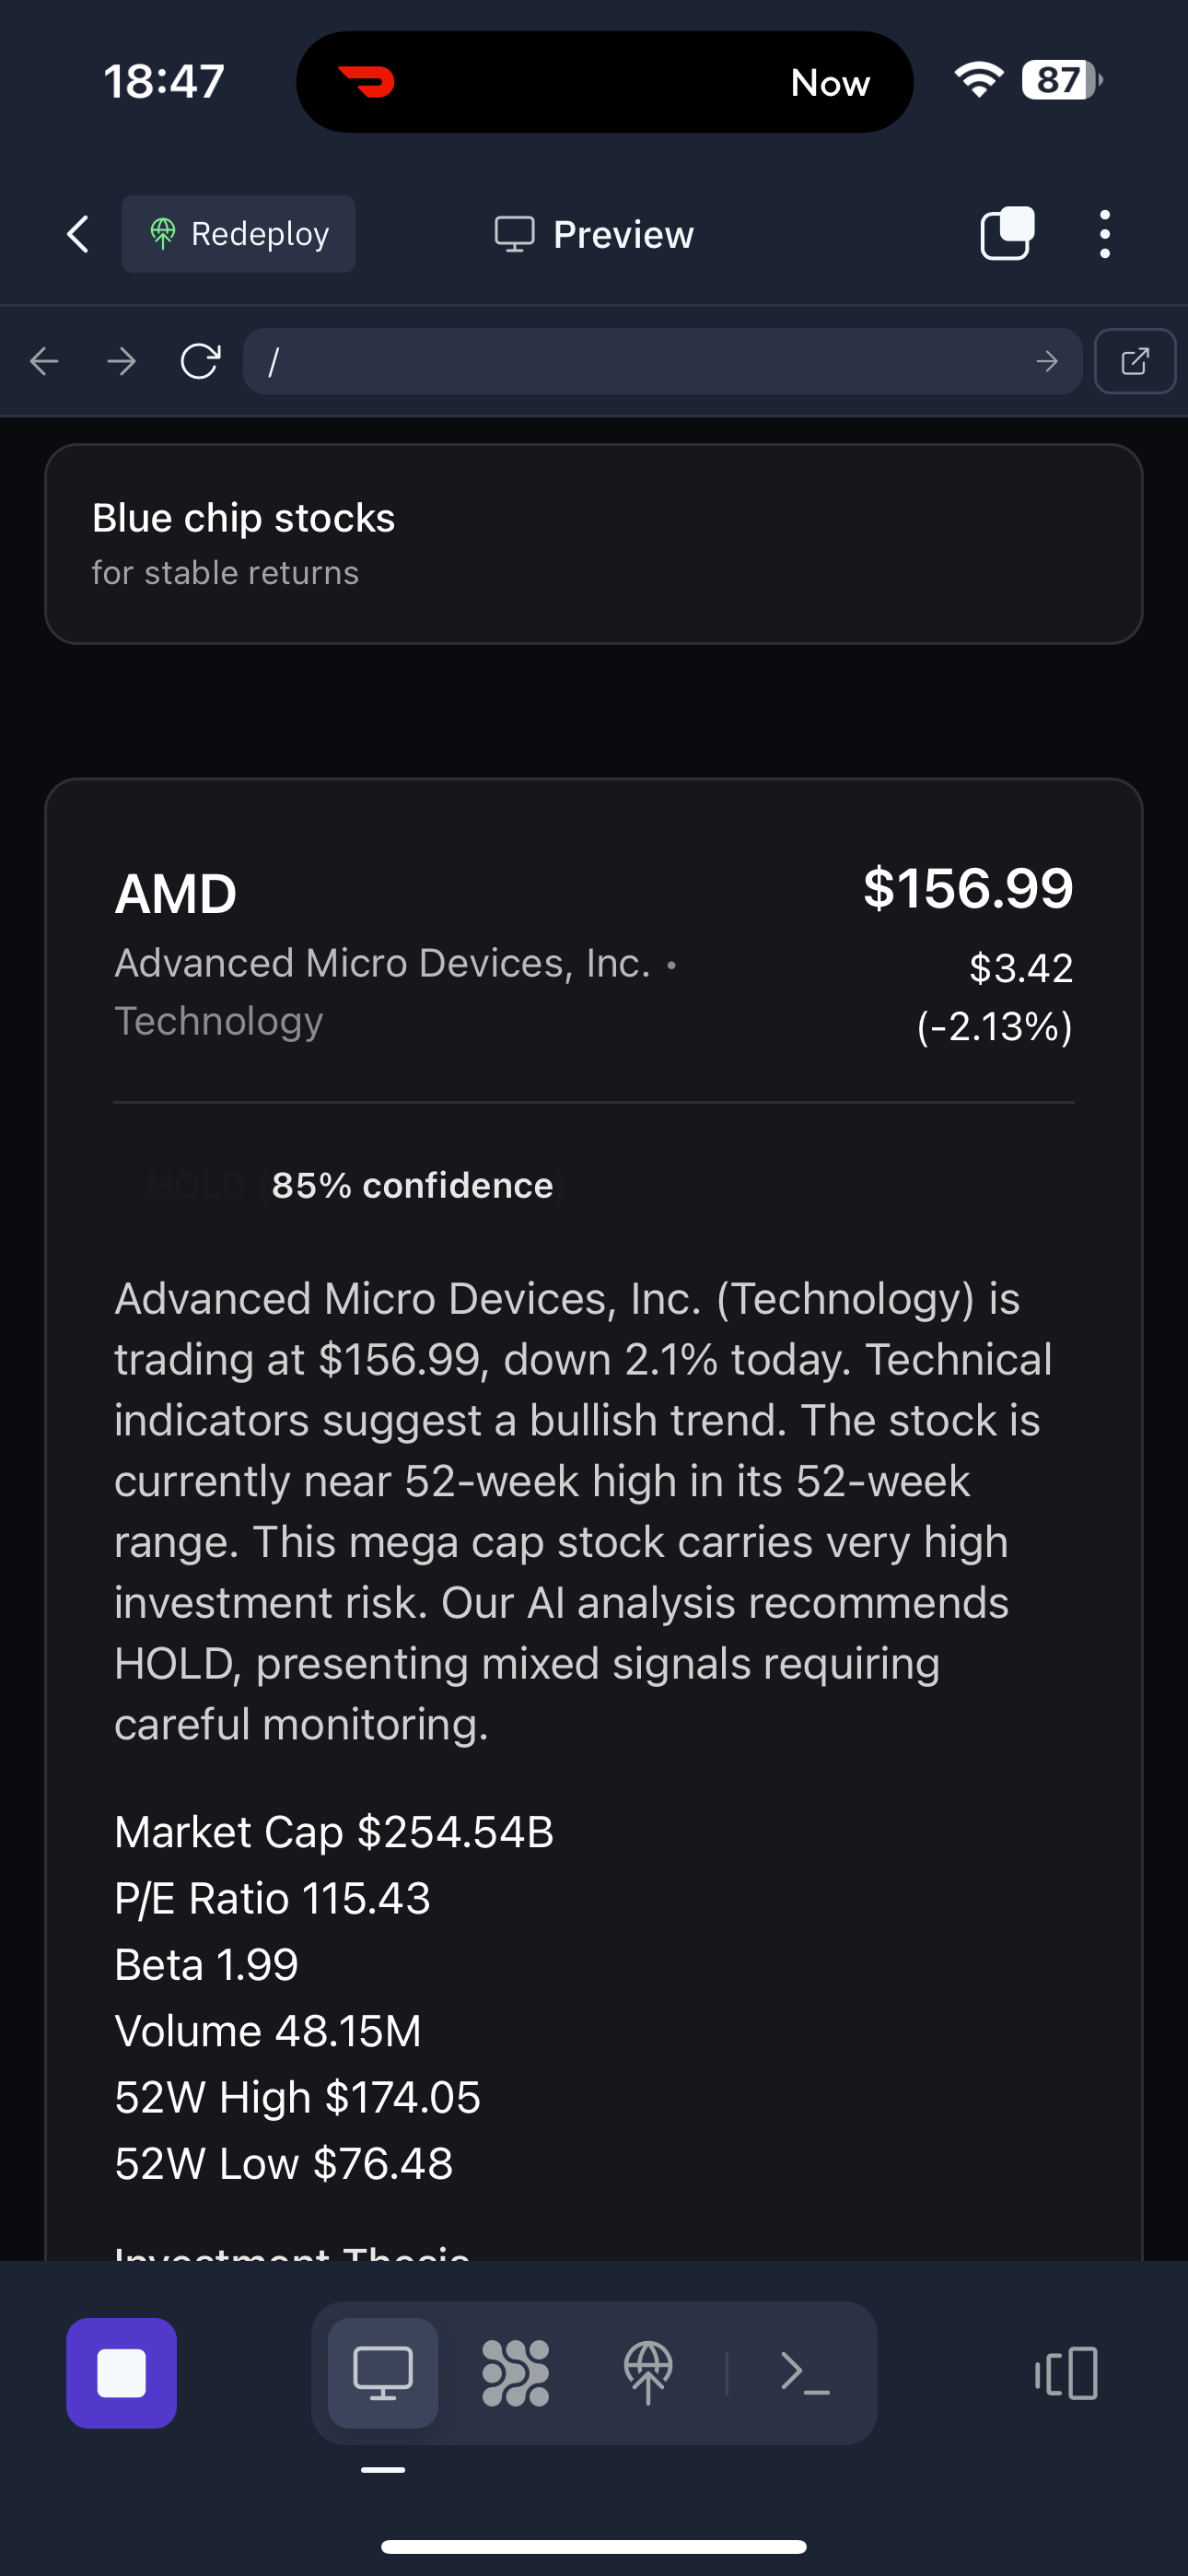 18:47
Now
87
Redeploy
Preview
/
Blue chip stocks
for stable returns
AMD
$156.99
Advanced Micro Devices, Inc. •
Technology
$3.42
(-2.13%)
HOLD (85% confidence)
Advanced Micro Devices, Inc. (Technology) is
trading at $156.99, down 2.1% today. Technical
indicators suggest a bullish trend. The stock is
currently near 52-week high in its 52-week
range. This mega cap stock carries very high
investment risk. Our AI analysis recommends
HOLD, presenting mixed signals requiring
careful monitoring.
Market Cap $254.54B
P/E Ratio 115.43
Beta 1.99
Volume 48.15M
52W High $174.05
52W Low $76.48
Investment Thesis